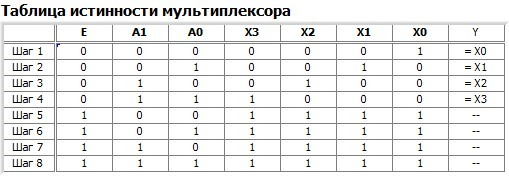 Таблица истинности мультиплексора
E A1 A0 X3 X2 X1 X0 Y
Шаг 1 0 0 0 0 0 0 1 = X0
Шаг 2 0 0 1 0 0 1 0 = X1
Шаг 3 0 1 0 0 1 0 0 = X2
Шаг 4 0 1 1 1 0 0 0 = X3
Шаг 5 1 0 0 1 1 1 1 --
Шаг 6 1 0 1 1 1 1 1 --
Шаг 7 1 1 0 1 1 1 1 --
Шаг 8 1 1 1 1 1 1 1 --